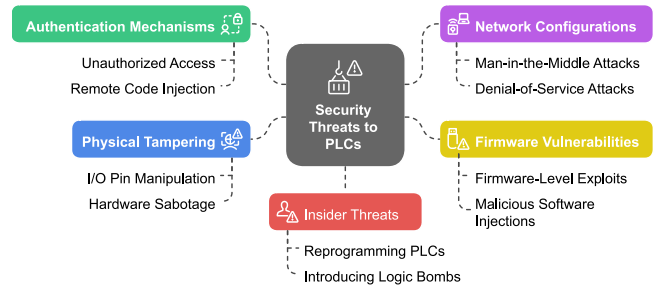 Authentication Mechanisms
Unauthorized Access
Remote Code Injection
Network Configurations
Man-in-the-Middle Attacks
Denial-of-Service Attacks
Security
Threats to
PLCs
Physical Tampering
I/O Pin Manipulation
Hardware Sabotage
Firmware Vulnerabilities
Firmware-Level Exploits
Malicious Software
Injections
Insider Threats
Reprogramming PLCs
Introducing Logic Bombs